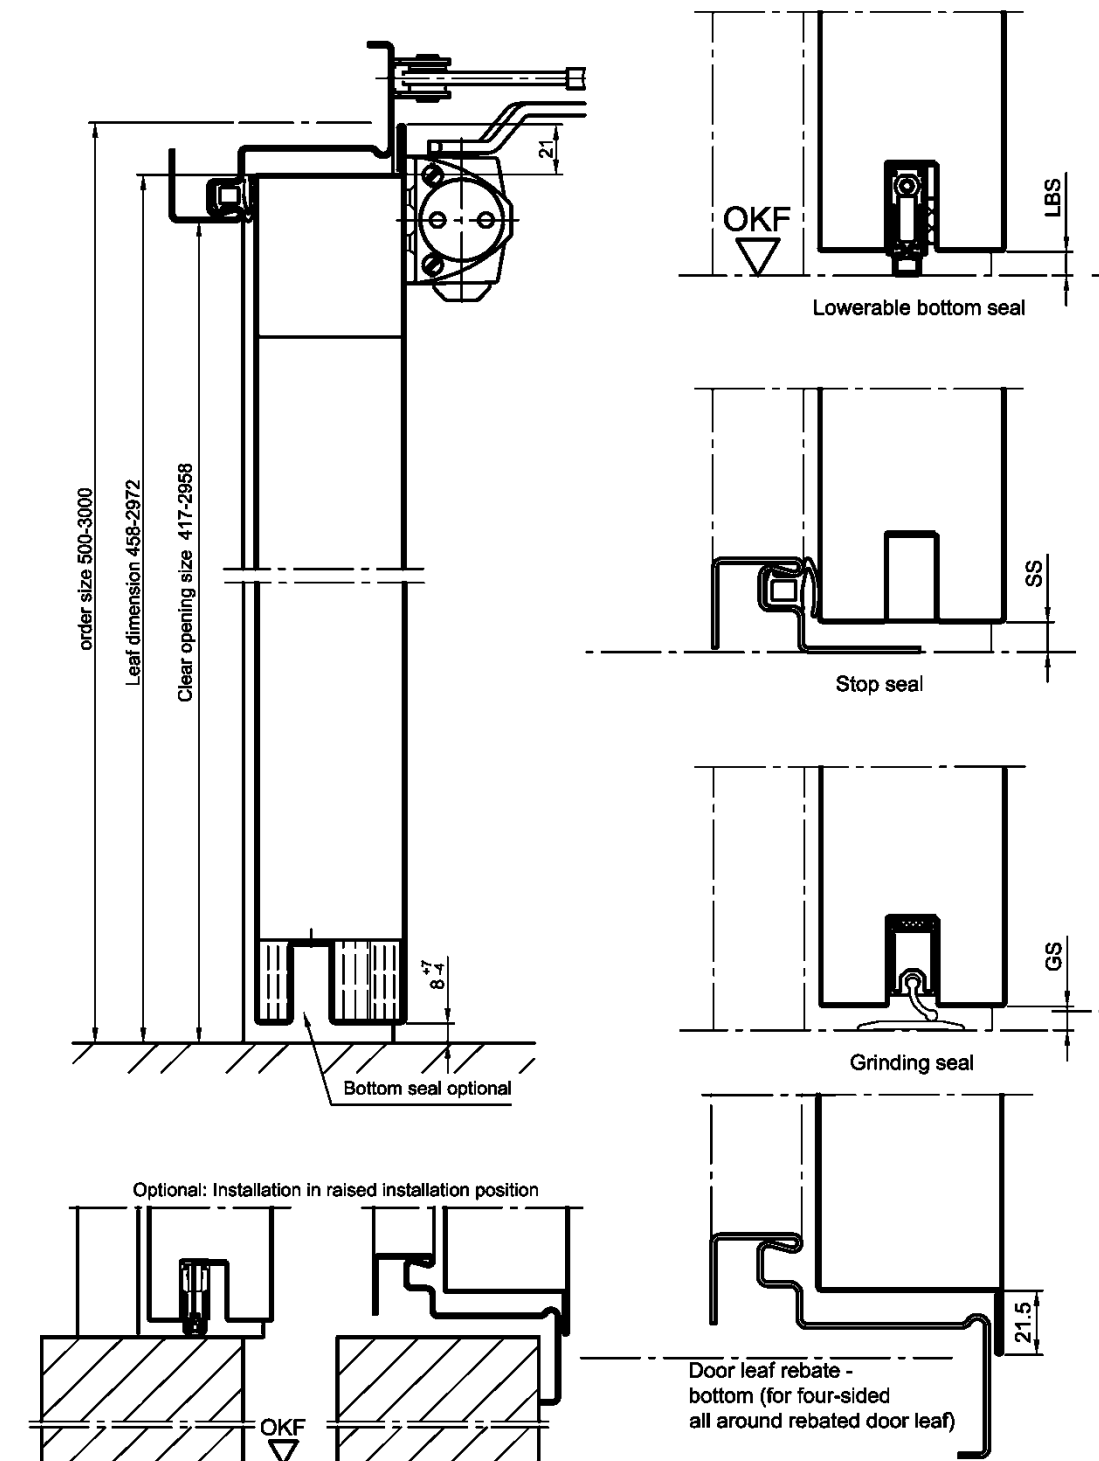 21
order size 500-3000
Leaf dimension 458-2972
Clear opening size 417-2958
8 +7 -4
Bottom seal optional
OKF
LBS
Lowerable bottom seal
SS
Stop seal
GS
Grinding seal
Optional: Installation in raised installation position
OKF
21.5
Door leaf rebate -
bottom (for four-sided
all around rebated door leaf)